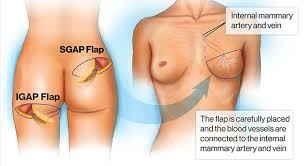 Internal mammary
artery and vein
SGAP Flap
IGAP Flap
The flap is carefully placed
and the blood vessels are
connected to the internal
mammary artery and vein